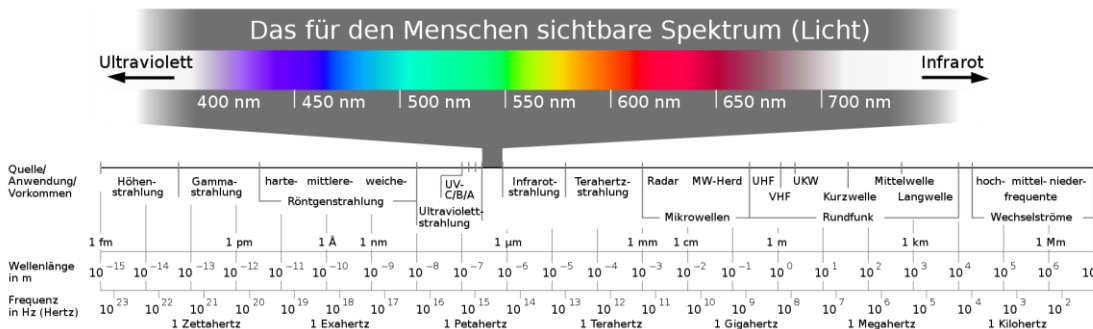 Das für den Menschen sichtbare Spektrum (Licht)
Ultraviolett
Infrarot
400 nm 450 nm 500 nm 550 nm 600 nm 650 nm 700 nm
Quelle/
Anwendung/
Vorkommen
Höhen-
strahlung
Gamma-
strahlung
harte- mittlere- weiche-
Röntgenstrahlung
UV-
C/B/A
Ultraviolett-
strahlung
Infrarot-
strahlung
Terahertz-
strahlung
Radar MW-Herd
Mikrowellen
UHF UKW Mittelwelle
VHF Kurzwelle Langwelle
Rundfunk
hoch- mittel- nieder-
frequente
Wechselströme
1 fm 1 pm 1 Å 1 nm 1 µm 1 mm 1 cm 1 m 1 km 1 Mm
Wellenlänge
in m
10⁻¹⁵ 10⁻¹⁴ 10⁻¹³ 10⁻¹² 10⁻¹¹ 10⁻¹⁰ 10⁻⁹ 10⁻⁸ 10⁻⁷ 10⁻⁶ 10⁻⁵ 10⁻⁴ 10⁻³ 10⁻² 10⁻¹ 10⁰ 10¹ 10² 10³ 10⁴ 10⁵ 10⁶ 10⁷
Frequenz
in Hz (Hertz)
10²³ 10²² 10²¹ 10²⁰ 10¹⁹ 10¹⁸ 10¹⁷ 10¹⁶ 10¹⁵ 10¹⁴ 10¹³ 10¹² 10¹¹ 10¹⁰ 10⁹ 10⁸ 10⁷ 10⁶ 10⁵ 10⁴ 10³ 10²
1 Zettahertz 1 Exahertz 1 Petahertz 1 Terahertz 1 Gigahertz 1 Megahertz 1 Kilohertz